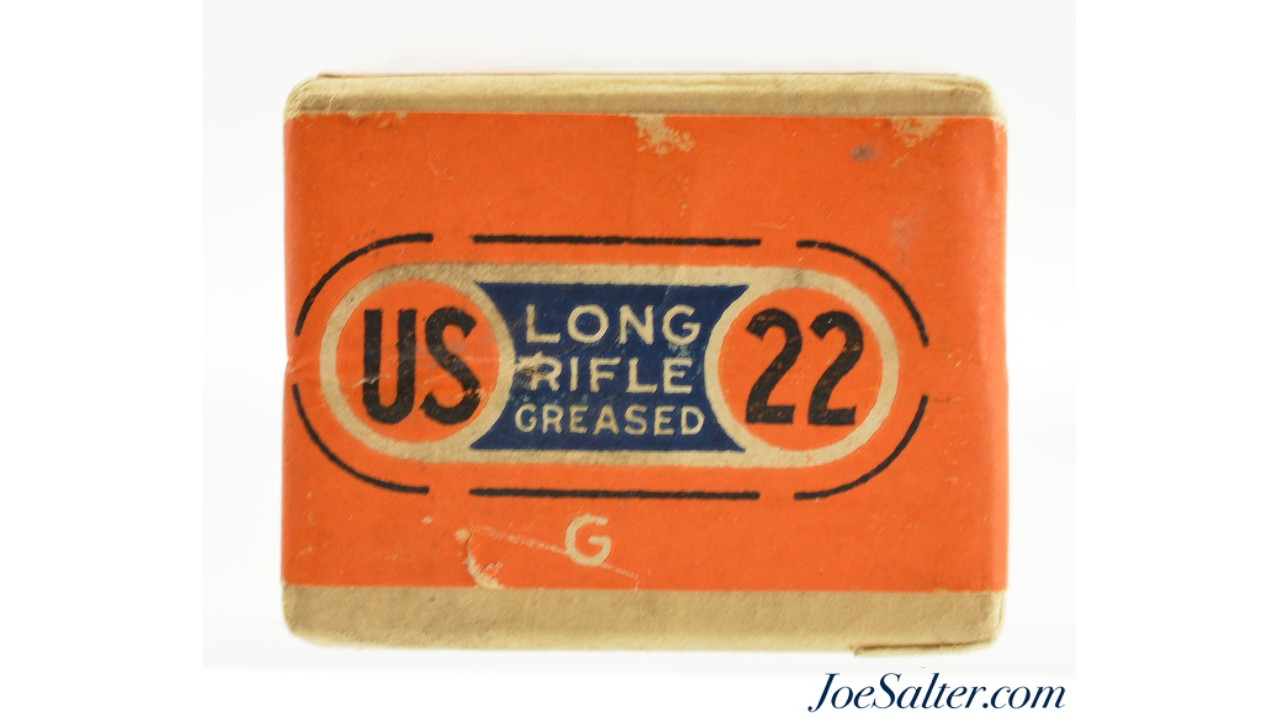 US
LONG
RIFLE
GREASED
22
G
JoeSalter.com